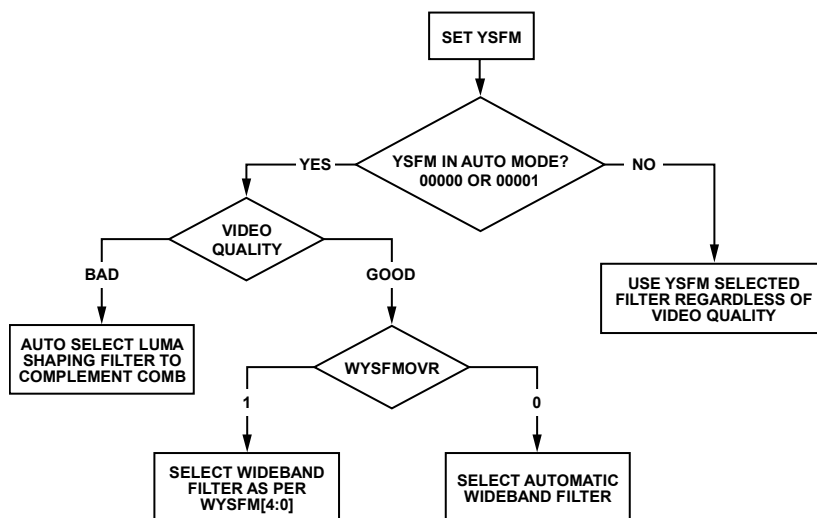 SET YSFM
YSFM IN AUTO MODE?
00000 OR 00001
YES
NO
VIDEO
QUALITY
BAD
GOOD
USE YSFM SELECTED
FILTER REGARDLESS OF
VIDEO QUALITY
AUTO SELECT LUMA
SHAPING FILTER TO
COMPLEMENT COMB
WYSFMOVR
1
0
SELECT WIDEBAND
FILTER AS PER
WYSFM[4:0]
SELECT AUTOMATIC
WIDEBAND FILTER